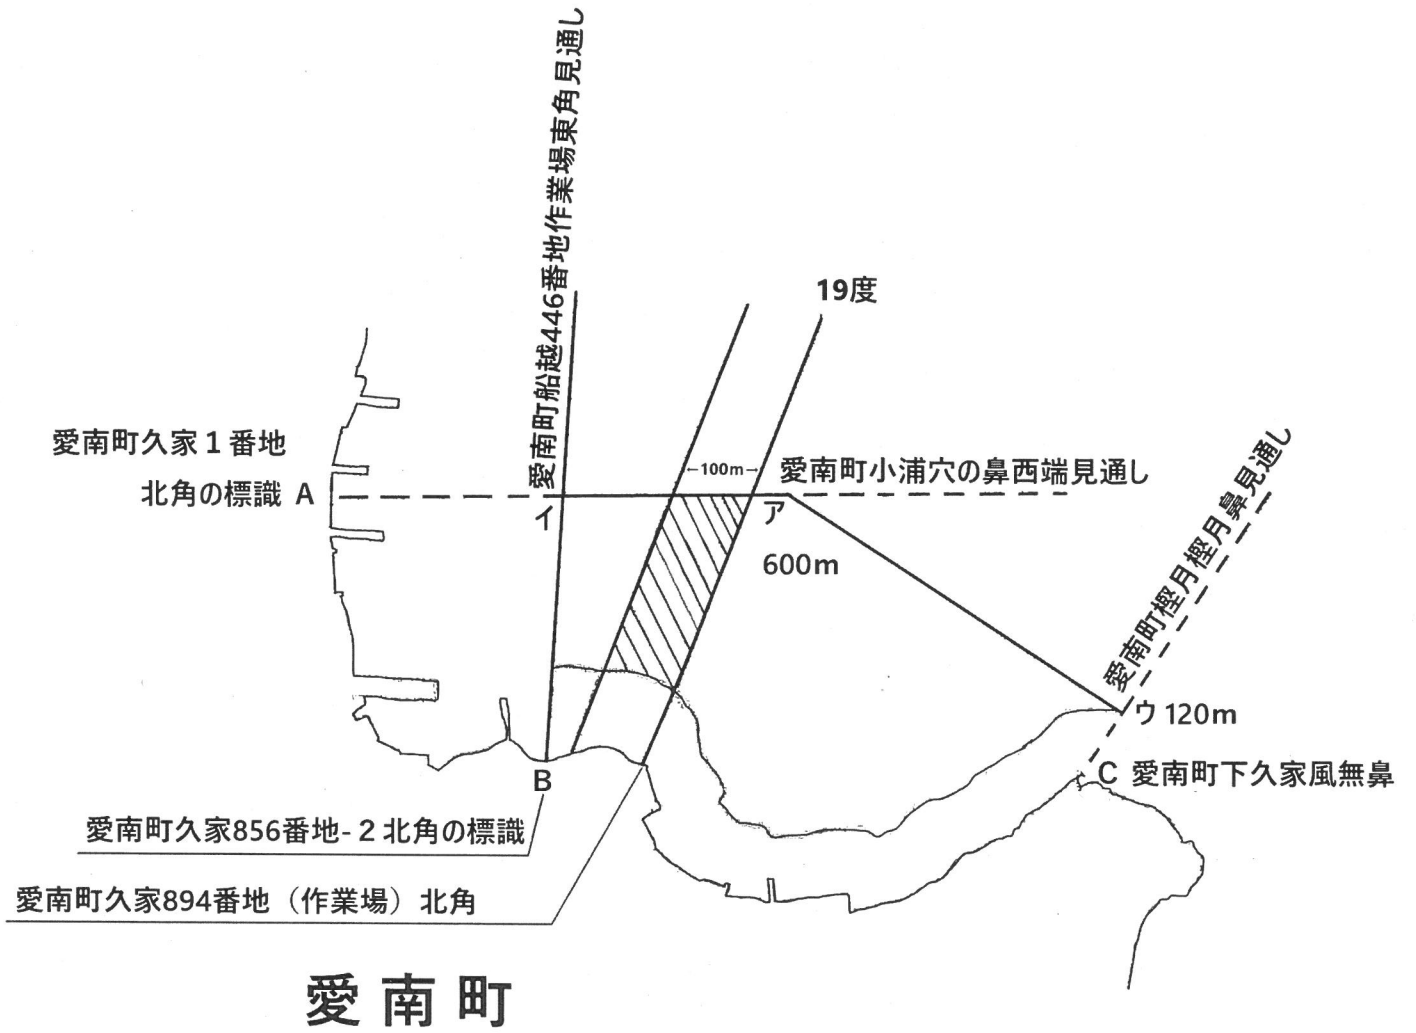 愛南町船越446番地作業場東角見通し
19度
愛南町久家1番地
北角の標識 A
100m
愛南町小浦穴の鼻西端見通し
イ
ア
600m
愛南町樫月樫月鼻見通し
ウ 120m
B
C 愛南町下久家風無鼻
愛南町久家856番地-2北角の標識
愛南町久家894番地（作業場）北角
愛南町